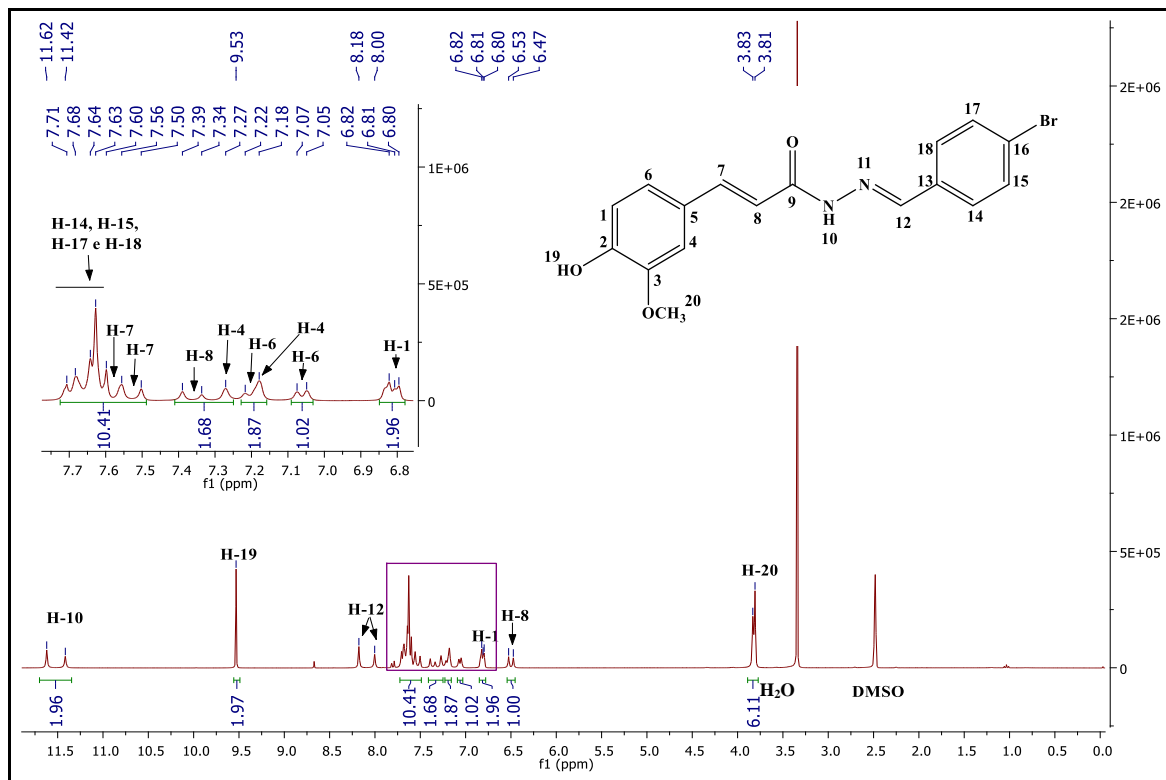 11.62
11.42
9.53
8.18
8.00
6.82
6.81
6.80
6.53
6.47
3.83
3.81
7.71
7.68
7.64
7.63
7.60
7.56
7.50
7.39
7.34
7.27
7.22
7.18
7.07
7.05
6.82
6.81
6.80
1E+06
5E+05
0
H-14, H-15,
H-17 e H-18
H-7
H-7
H-8
H-4
H-6
H-4
H-6
H-1
10.41
1.68
1.87
1.02
1.96
7.7 7.6 7.5 7.4 7.3 7.2 7.1 7.0 6.9 6.8
f1 (ppm)
O
N
N
H
Br
HO
OCH3
1
2
3
4
5
6
7
8
9
10
11
12
13
14
15
16
17
18
19
20
2E+06
2E+06
2E+06
1E+06
5E+05
0
H-10
H-19
H-12
H-1
H-8
H-20
H2O
DMSO
1.96
1.97
10.41
1.68
1.87
1.02
1.96
1.00
6.11
11.5 11.0 10.5 10.0 9.5 9.0 8.5 8.0 7.5 7.0 6.5 6.0 5.5 5.0 4.5 4.0 3.5 3.0 2.5 2.0 1.5 1.0 0.5 0.0
f1 (ppm)